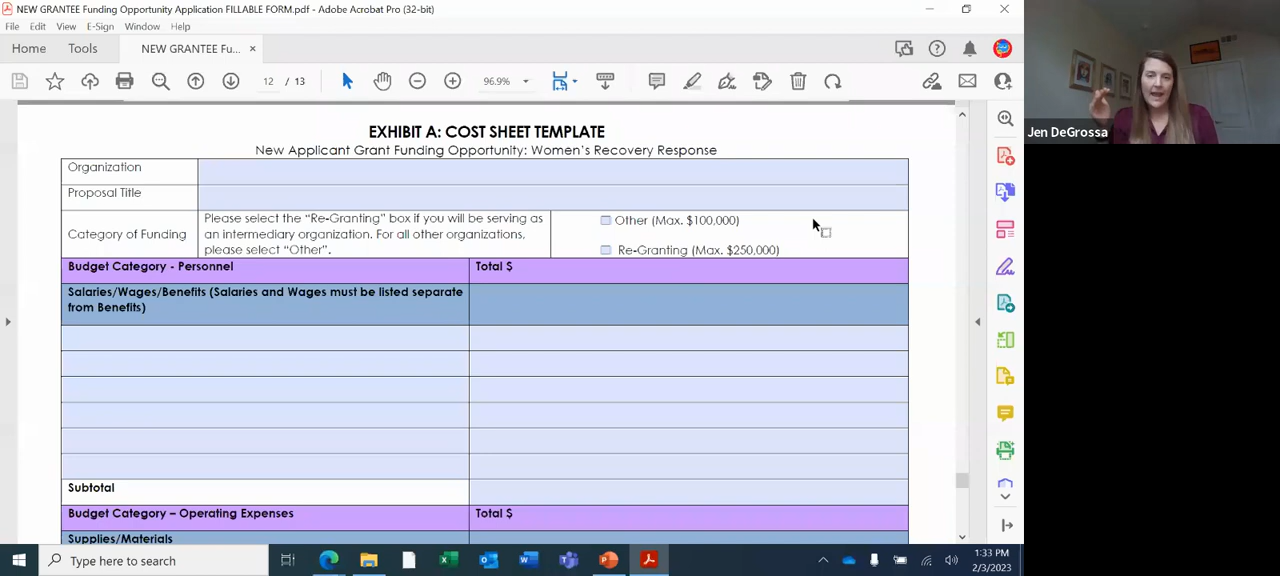 NEW GRANTEE Funding Opportunity Application FILLABLE FORM.pdf - Adobe Acrobat Pro (32-bit)
File Edit View E-Sign Window Help
Home Tools NEW GRANTEE Fu... ×
12 / 13 96.9%
Jen DeGrossa
EXHIBIT A: COST SHEET TEMPLATE
New Applicant Grant Funding Opportunity: Women's Recovery Response
Organization
Proposal Title
Category of Funding
Please select the "Re-Granting" box if you will be serving as
an intermediary organization. For all other organizations,
please select "Other".
Other (Max. $100,000)
Re-Granting (Max. $250,000)
Budget Category - Personnel Total $
Salaries/Wages/Benefits (Salaries and Wages must be listed separate
from Benefits)
Subtotal
Budget Category – Operating Expenses Total $
Supplies/Materials
Type here to search
1:33 PM
2/3/2023